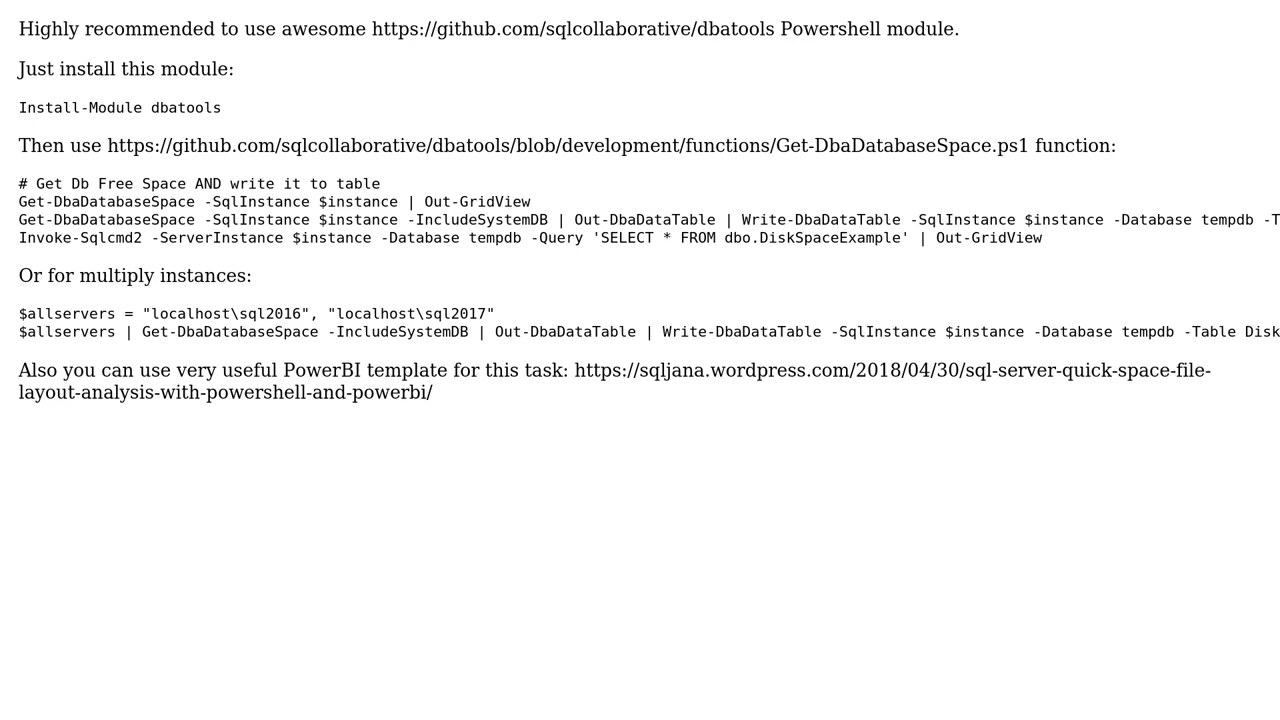 Highly recommended to use awesome https://github.com/sqlcollaborative/dbatools Powershell module.
Just install this module:
Install-Module dbatools
Then use https://github.com/sqlcollaborative/dbatools/blob/development/functions/Get-DbaDatabaseSpace.ps1 function:
# Get Db Free Space AND write it to table
Get-DbaDatabaseSpace -SqlInstance $instance | Out-GridView
Get-DbaDatabaseSpace -SqlInstance $instance -IncludeSystemDB | Out-DbaDataTable | Write-DbaDataTable -SqlInstance $instance -Database tempdb -T
Invoke-Sqlcmd2 -ServerInstance $instance -Database tempdb -Query 'SELECT * FROM dbo.DiskSpaceExample' | Out-GridView
Or for multiply instances:
$allservers = "localhost\sql2016", "localhost\sql2017"
$allservers | Get-DbaDatabaseSpace -IncludeSystemDB | Out-DbaDataTable | Write-DbaDataTable -SqlInstance $instance -Database tempdb -Table Disk
Also you can use very useful PowerBI template for this task: https://sqljana.wordpress.com/2018/04/30/sql-server-quick-space-file-
layout-analysis-with-powershell-and-powerbi/